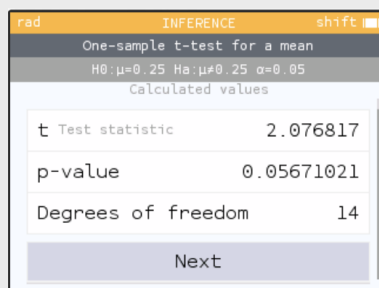 rad INFERENCE shift
One-sample t-test for a mean
H0:μ=0.25 Ha:μ≠0.25 α=0.05
Calculated values
t Test statistic 2.076817
p-value 0.05671021
Degrees of freedom 14
Next